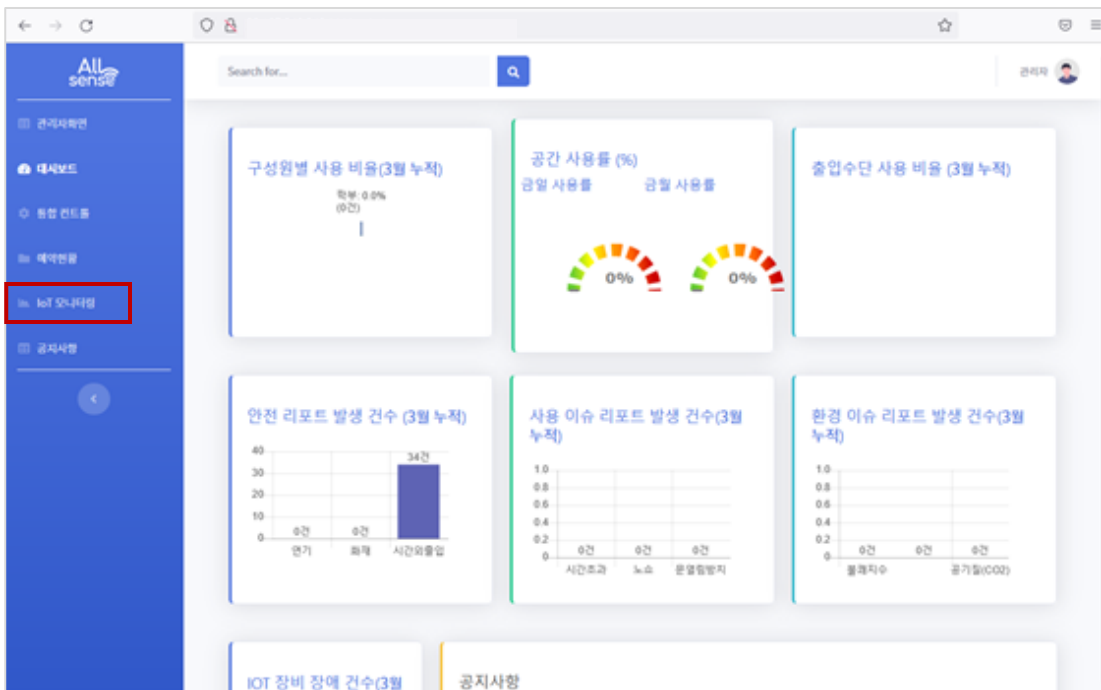 All
sense
Search for...
관리자
관리자화면
대시보드
통합 컨트롤
예약현황
IoT 모니터링
공지사항
구성원별 사용 비율(3월 누적)
학부: 0.0%
(0건)
공간 사용률 (%)
금일 사용률 금월 사용률
0% 0%
출입수단 사용 비율 (3월 누적)
안전 리포트 발생 건수 (3월 누적)
40
30
20
10
0
0건 0건 34건
연기 화재 시간외출입
사용 이슈 리포트 발생 건수(3월
누적)
1.0
0.8
0.6
0.4
0.2
0
0건 0건 0건
시간초과 노쇼 문열림방치
환경 이슈 리포트 발생 건수(3월
누적)
1.0
0.8
0.6
0.4
0.2
0
0건 0건 0건
불쾌지수 공기질(CO2)
IOT 장비 장애 건수(3월
공지사항